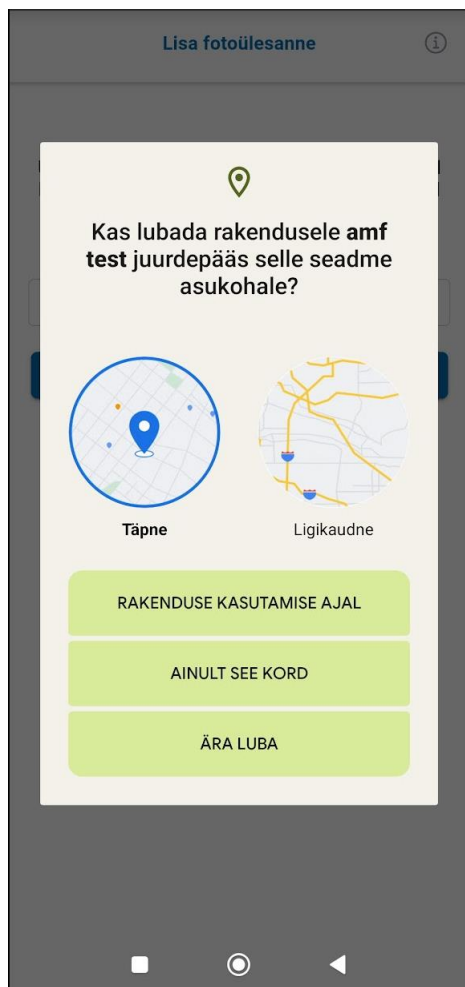 Lisa fotoülesanne
Kas lubada rakendusele amf
test juurdepääs selle seadme
asukohale?
Täpne
Ligikaudne
RAKENDUSE KASUTAMISE AJAL
AINULT SEE KORD
ÄRA LUBA